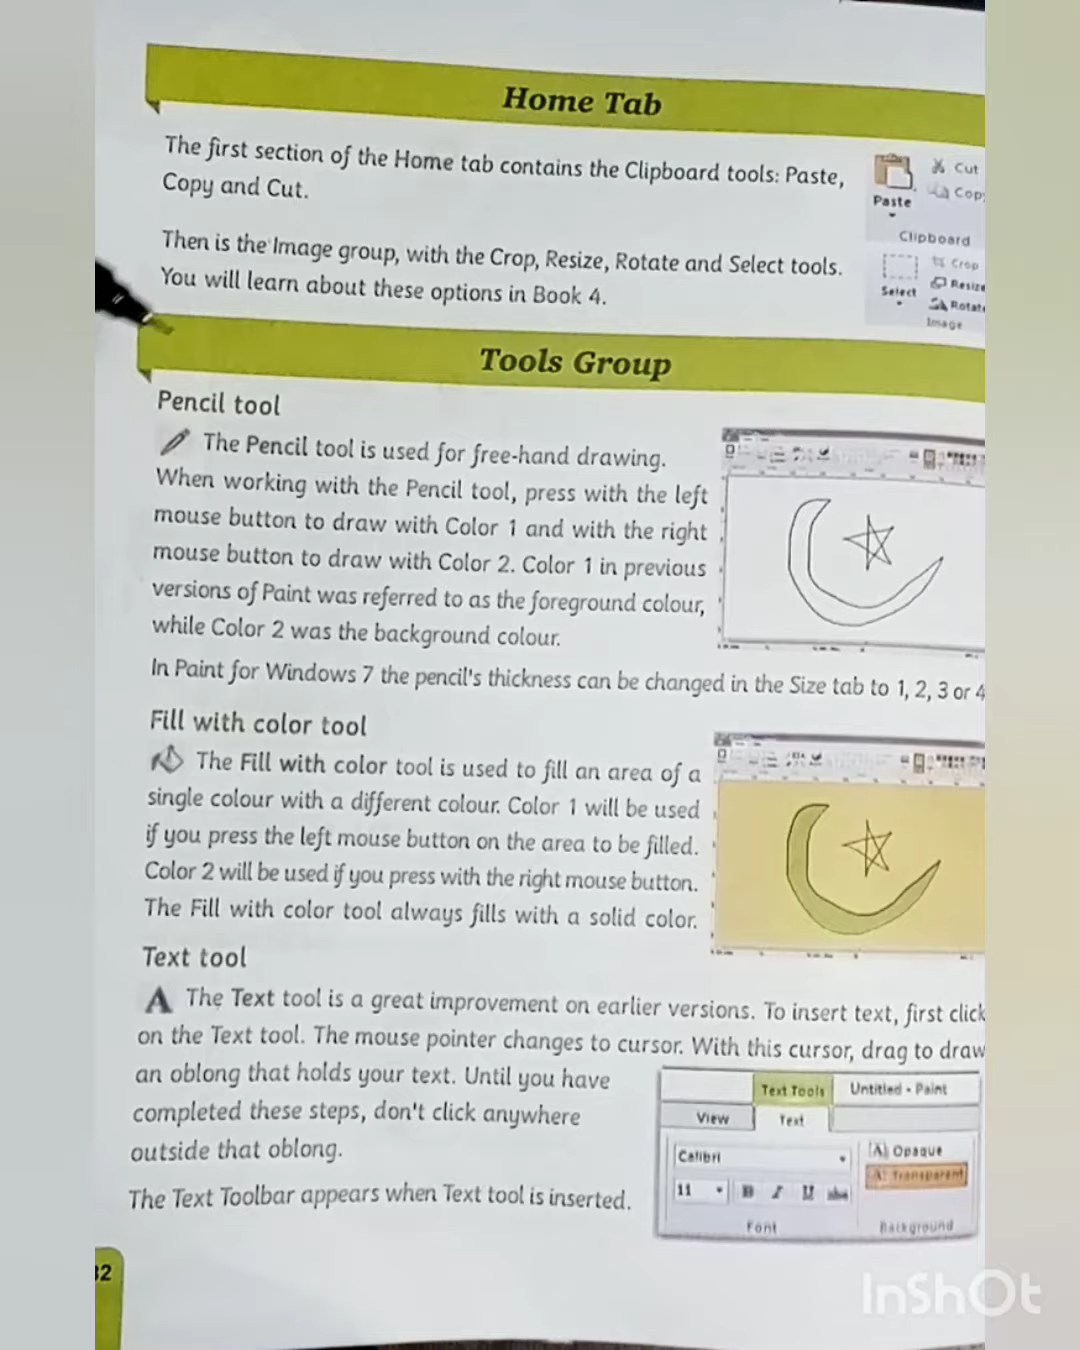 Home Tab
The first section of the Home tab contains the Clipboard tools: Paste,
Copy and Cut.
Paste
Cut
Copy
Clipboard
Then is the Image group, with the Crop, Resize, Rotate and Select tools.
You will learn about these options in Book 4.
Select
Crop
Resize
Rotate
Image
Tools Group
Pencil tool
The Pencil tool is used for free-hand drawing.
When working with the Pencil tool, press with the left
mouse button to draw with Color 1 and with the right
mouse button to draw with Color 2. Color 1 in previous
versions of Paint was referred to as the foreground colour,
while Color 2 was the background colour.
In Paint for Windows 7 the pencil's thickness can be changed in the Size tab to 1, 2, 3 or 4
Fill with color tool
The Fill with color tool is used to fill an area of a
single colour with a different colour. Color 1 will be used
if you press the left mouse button on the area to be filled.
Color 2 will be used if you press with the right mouse button.
The Fill with color tool always fills with a solid color.
Text tool
A The Text tool is a great improvement on earlier versions. To insert text, first click
on the Text tool. The mouse pointer changes to cursor. With this cursor, drag to draw
an oblong that holds your text. Until you have
completed these steps, don't click anywhere
outside that oblong.
The Text Toolbar appears when Text tool is inserted.
Text Tools Untitled - Paint
View Text
Calibri
A Opaque
A Transparent
11 B I U abc
Font Background
32
InShOt